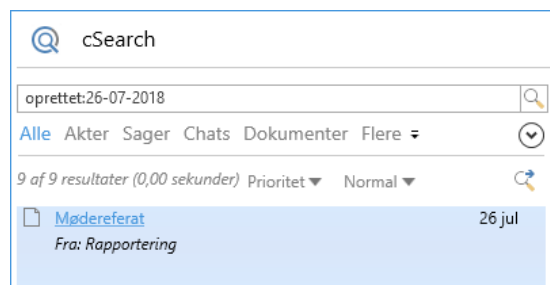 cSearch
oprettet:26-07-2018
Alle Akter Sager Chats Dokumenter Flere
9 af 9 resultater (0,00 sekunder) Prioritet Normal
Mødereferat 26 jul
Fra: Rapportering